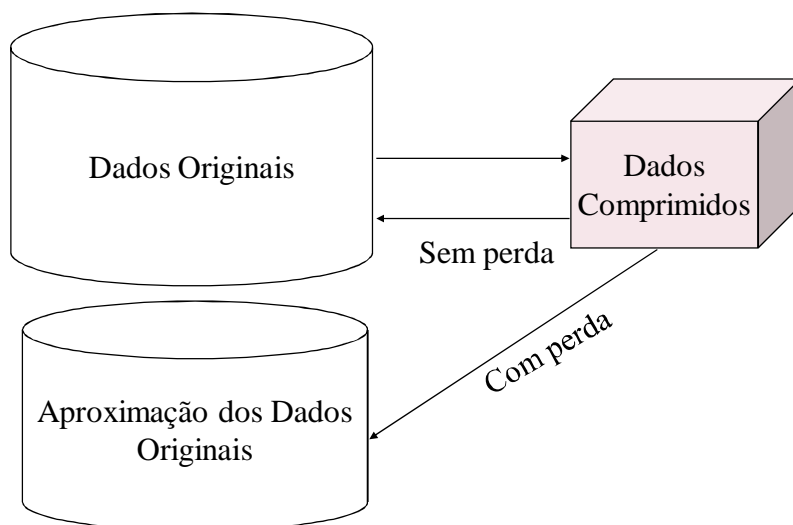 Dados Originais
Dados
Comprimidos
Sem perda
Com perda
Aproximação dos Dados
Originais